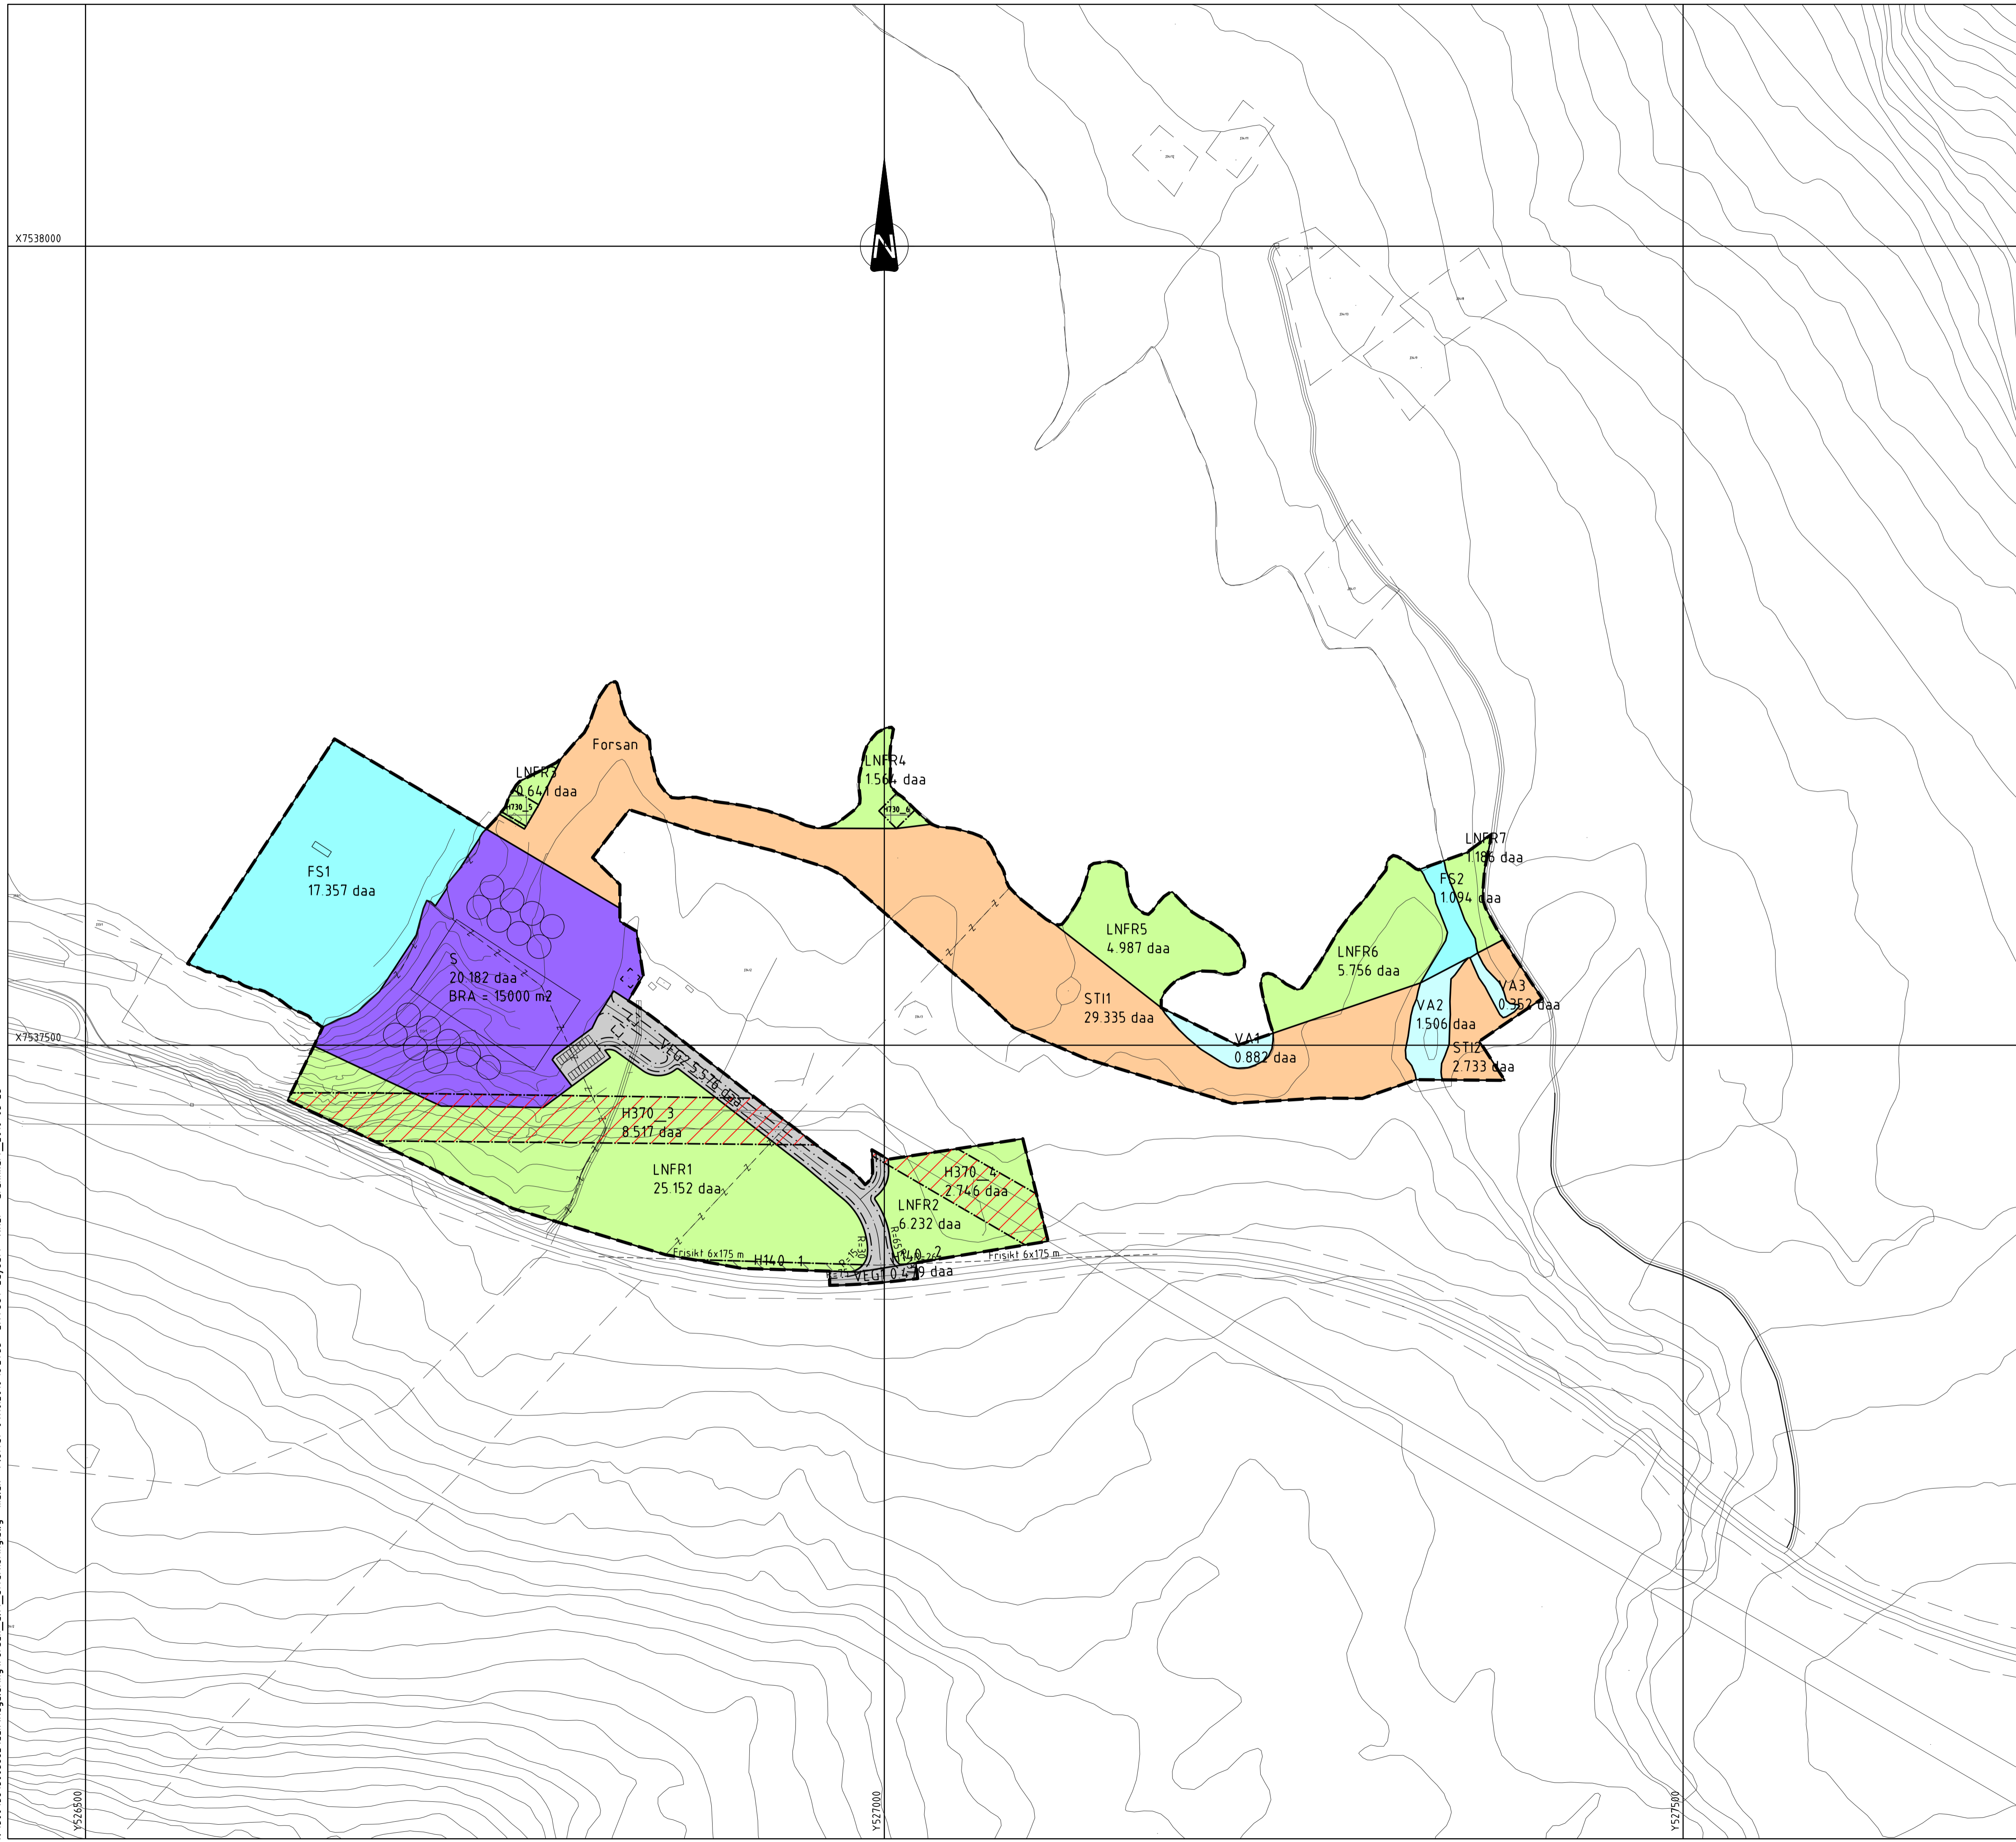 X7538000
N
Forsan
LNFR3
0.641 daa
H730_5
LNFR4
1.564 daa
H730_6
LNFR7
1.186 daa
FS1
17.357 daa
FS2
1.094 daa
LNFR5
4.987 daa
LNFR6
5.756 daa
S
20.182 daa
BRA = 15000 m2
STI1
29.335 daa
VA3
0.352 daa
VA2
1.506 daa
X7537500
VA1
0.882 daa
STI2
2.733 daa
VEG2 5.576 daa
H370_3
8.517 daa
LNFR1
25.152 daa
H370_4
2.746 daa
LNFR2
6.232 daa
R=30
R=15
Frisikt 6x175 m
H140_1
H140_2
Frisikt 6x175 m
VEG1 0.479 daa
Y526500
Y527000
Y527500